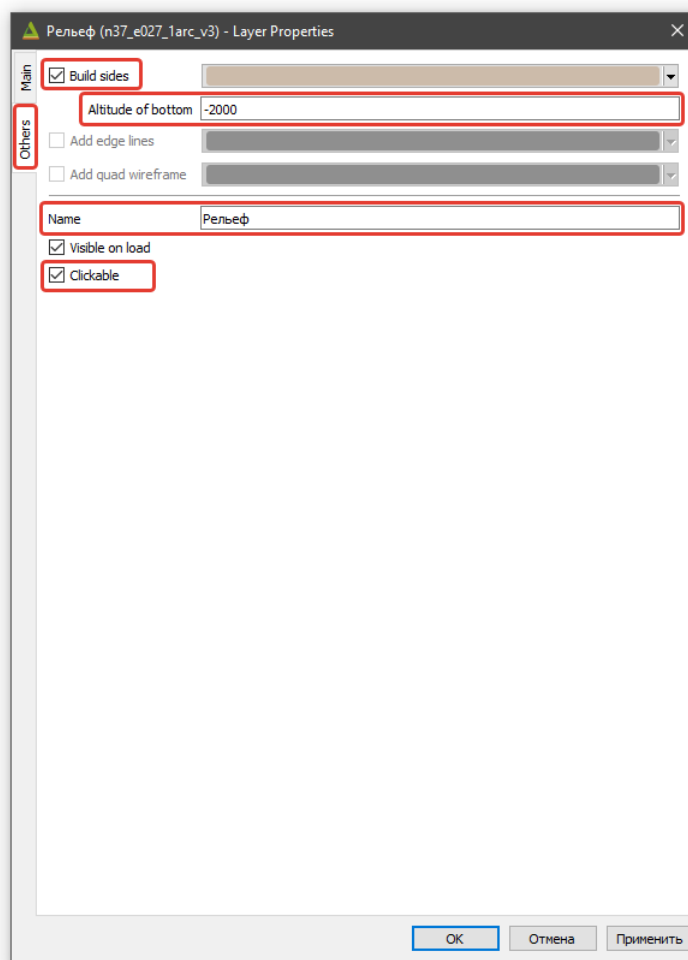 Рельеф (n37_e027_1arc_v3) - Layer Properties
Main
Others
Build sides
Altitude of bottom -2000
Add edge lines
Add quad wireframe
Name Рельеф
Visible on load
Clickable
OK Отмена Применить